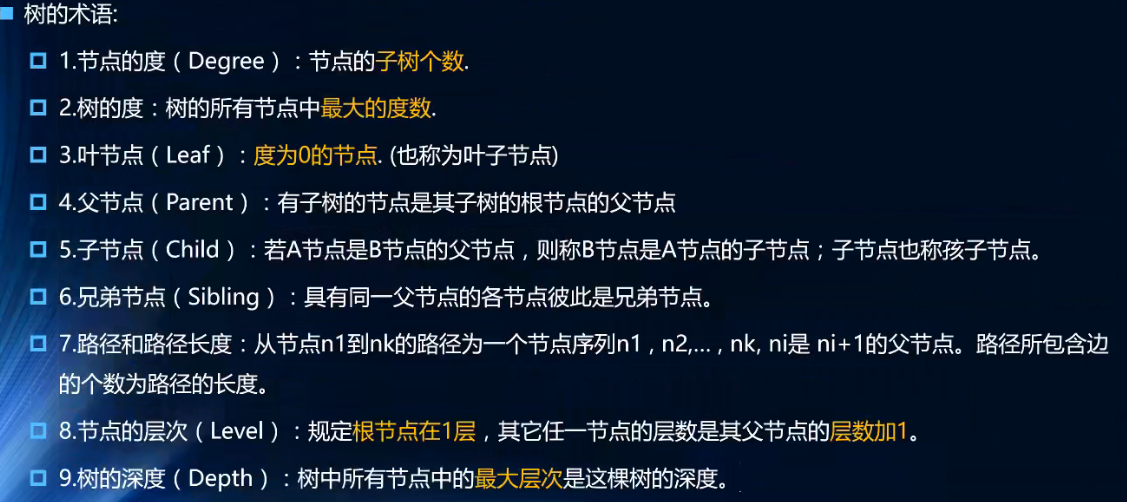 树的术语:
1.节点的度（Degree）：节点的子树个数.
2.树的度：树的所有节点中最大的度数.
3.叶节点（Leaf）：度为0的节点. (也称为叶子节点)
4.父节点（Parent）：有子树的节点是其子树的根节点的父节点
5.子节点（Child）：若A节点是B节点的父节点，则称B节点是A节点的子节点；子节点也称孩子节点。
6.兄弟节点（Sibling）：具有同一父节点的各节点彼此是兄弟节点。
7.路径和路径长度：从节点n1到nk的路径为一个节点序列n1 , n2,... , nk, ni是 ni+1的父节点。路径所包含边
的个数为路径的长度。
8.节点的层次（Level）：规定根节点在1层，其它任一节点的层数是其父节点的层数加1。
9.树的深度（Depth）：树中所有节点中的最大层次是这棵树的深度。